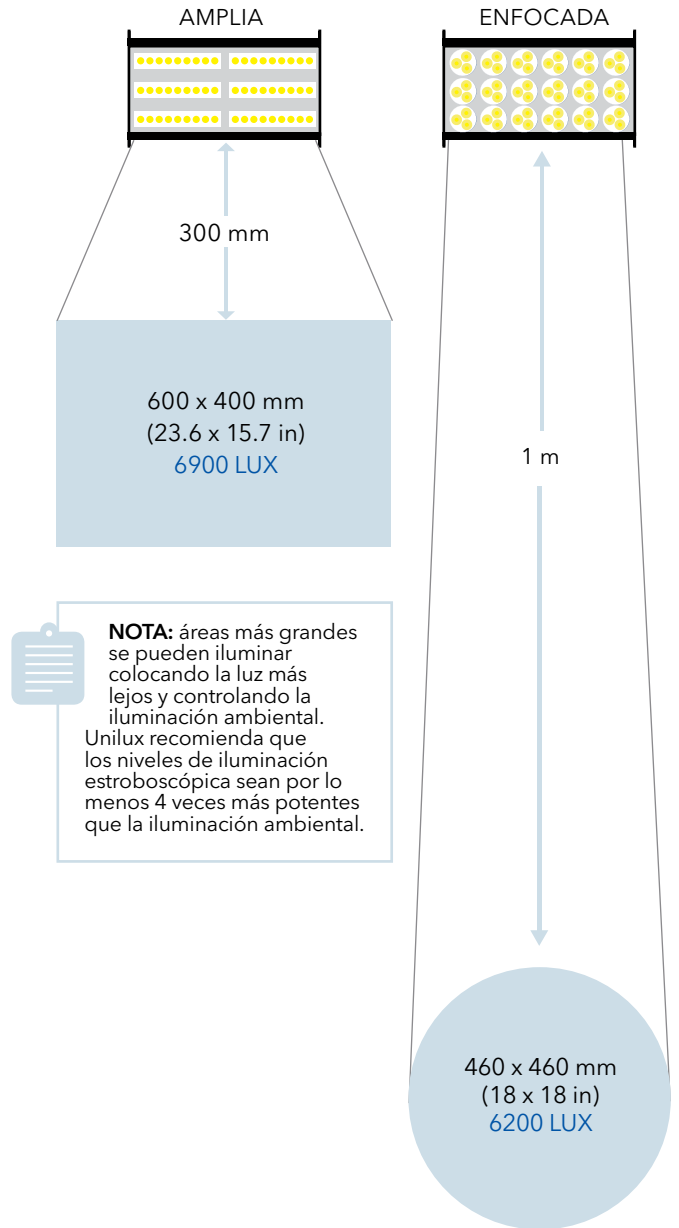 AMPLIA
300 mm
600 x 400 mm
(23.6 x 15.7 in)
6900 LUX
NOTA: áreas más grandes
se pueden iluminar
colocando la luz más
lejos y controlando la
iluminación ambiental.
Unilux recomienda que
los niveles de iluminación
estroboscópica sean por lo
menos 4 veces más potentes
que la iluminación ambiental.
ENFOCADA
1 m
460 x 460 mm
(18 x 18 in)
6200 LUX